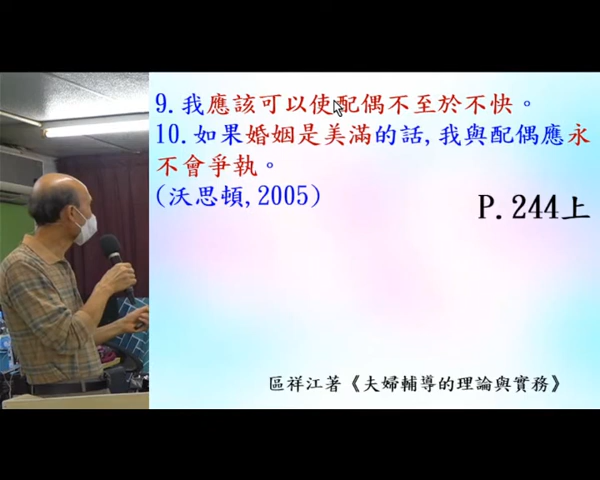 9.我應該可以使配偶不至於不快。
10.如果婚姻是美滿的話,我與配偶應永
不會爭執。
(沃思頓,2005)
P.244上
區祥江著《夫婦輔導的理論與實務》